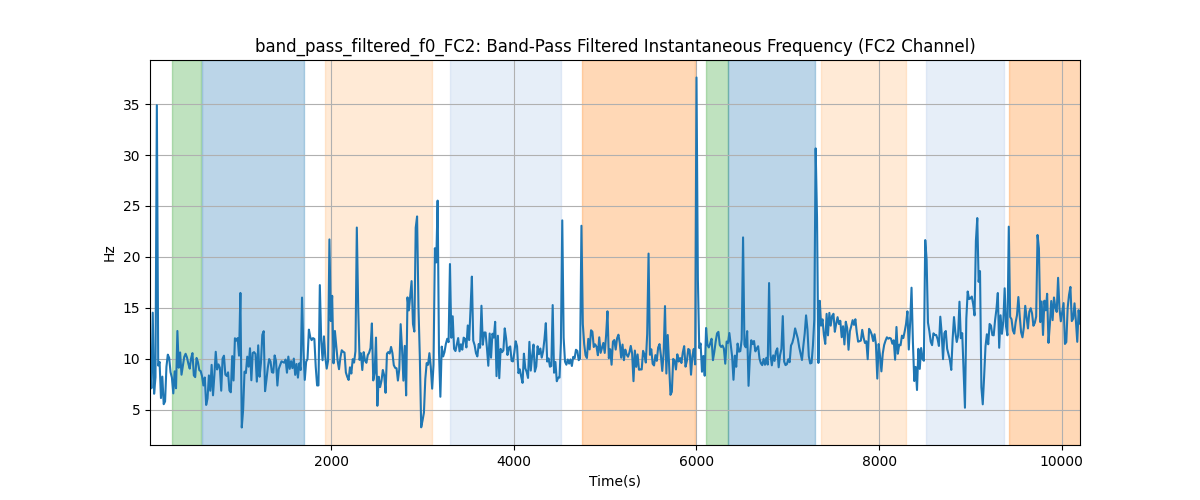 band_pass_filtered_f0_FC2: Band-Pass Filtered Instantaneous Frequency (FC2 Channel)
35
30
25
20
15
10
5
Hz
2000 4000 6000 8000 10000
Time(s)